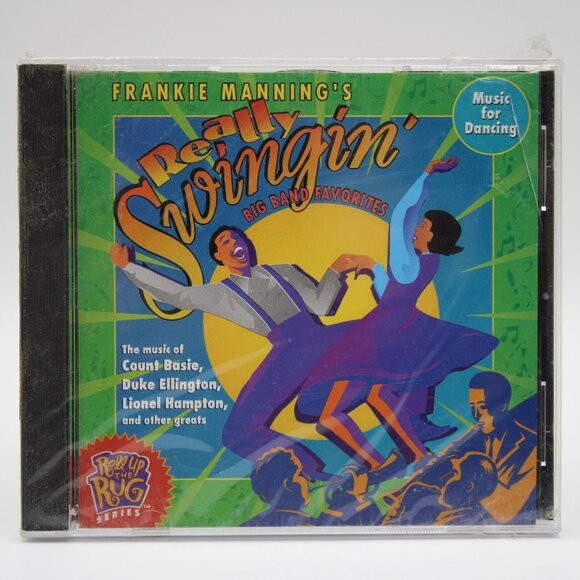 FRANKIE MANNING'S
Really
Swingin'
BIG BAND FAVORITES
Music
for
Dancing
The music of
Count Basie,
Duke Ellington,
Lionel Hampton,
and other greats
Roll Up
THE
RUG
SERIES™